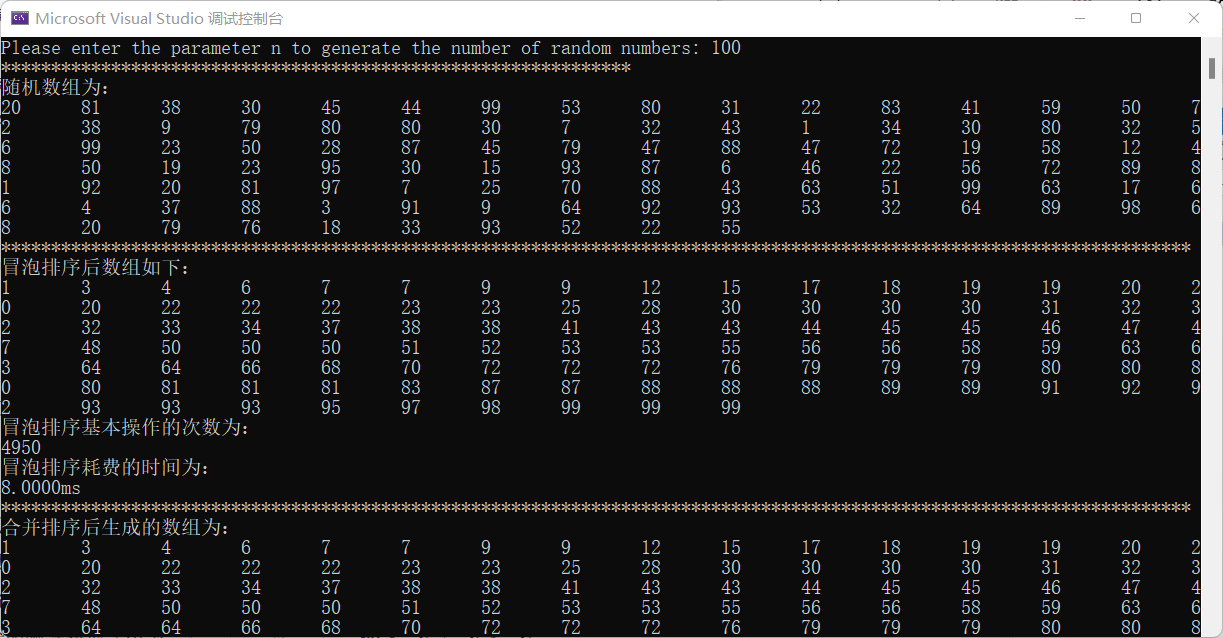 Microsoft Visual Studio 调试控制台
Please enter the parameter n to generate the number of random numbers: 100
***************************************************************
随机数组为:
20 81 38 30 45 44 99 53 80 31 22 83 41 59 50 7
2 38 9 79 80 80 30 7 32 43 1 34 30 80 32 5
6 99 23 50 28 87 45 79 47 88 47 72 19 58 12 4
8 50 19 23 95 30 15 93 87 6 46 22 56 72 89 8
1 92 20 81 97 7 25 70 88 43 63 51 99 63 17 6
6 4 37 88 3 91 9 64 92 93 53 32 64 89 98 6
8 20 79 76 18 33 93 52 22 55
***********************************************************************************************************************
冒泡排序后数组如下:
1 3 4 6 7 7 9 9 12 15 17 18 19 19 20 2
0 20 22 22 22 23 23 25 28 30 30 30 30 31 32 3
2 32 33 34 37 38 38 41 43 43 44 45 45 46 47 4
7 48 50 50 50 51 52 53 53 55 56 56 58 59 63 6
3 64 64 66 68 70 72 72 72 76 79 79 79 80 80 8
0 80 81 81 81 83 87 87 88 88 88 89 89 91 92 9
2 93 93 93 95 97 98 99 99 99
冒泡排序基本操作的次数为:
4950
冒泡排序耗费的时间为:
8.0000ms
***********************************************************************************************************************
合并排序后生成的数组为:
1 3 4 6 7 7 9 9 12 15 17 18 19 19 20 2
0 20 22 22 22 23 23 25 28 30 30 30 30 31 32 3
2 32 33 34 37 38 38 41 43 43 44 45 45 46 47 4
7 48 50 50 50 51 52 53 53 55 56 56 58 59 63 6
3 64 64 66 68 70 72 72 72 76 79 79 79 80 80 8